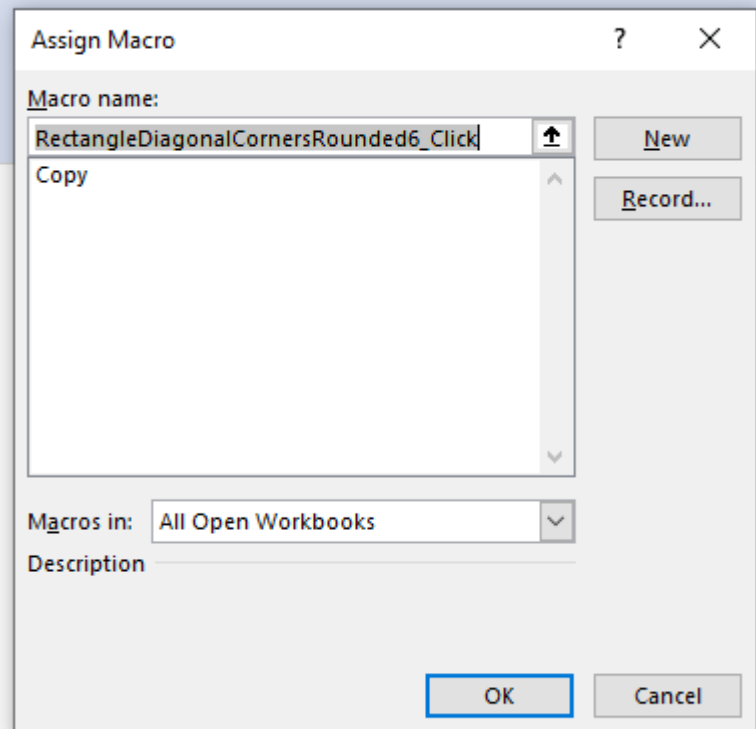 Assign Macro
?
Macro name:
RectangleDiagonalCornersRounded6_Click
New
Copy
Record...
Macros in:
All Open Workbooks
Description
OK
Cancel